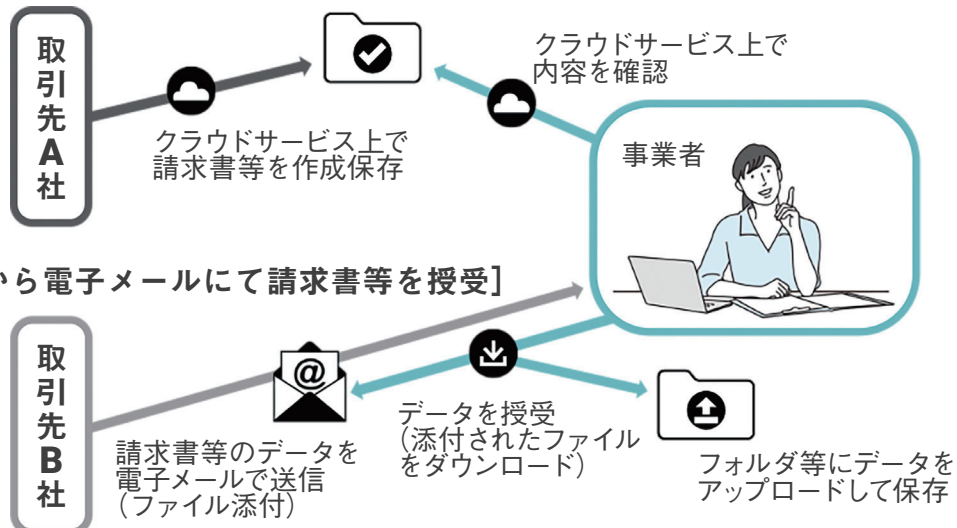 取引先A社
クラウドサービス上で
請求書等を作成保存
クラウドサービス上で
内容を確認
事業者
から電子メールにて請求書等を授受]
取引先B社
@
請求書等のデータを
電子メールで送信
（ファイル添付）
データを授受
（添付されたファイル
をダウンロード）
フォルダ等にデータを
アップロードして保存